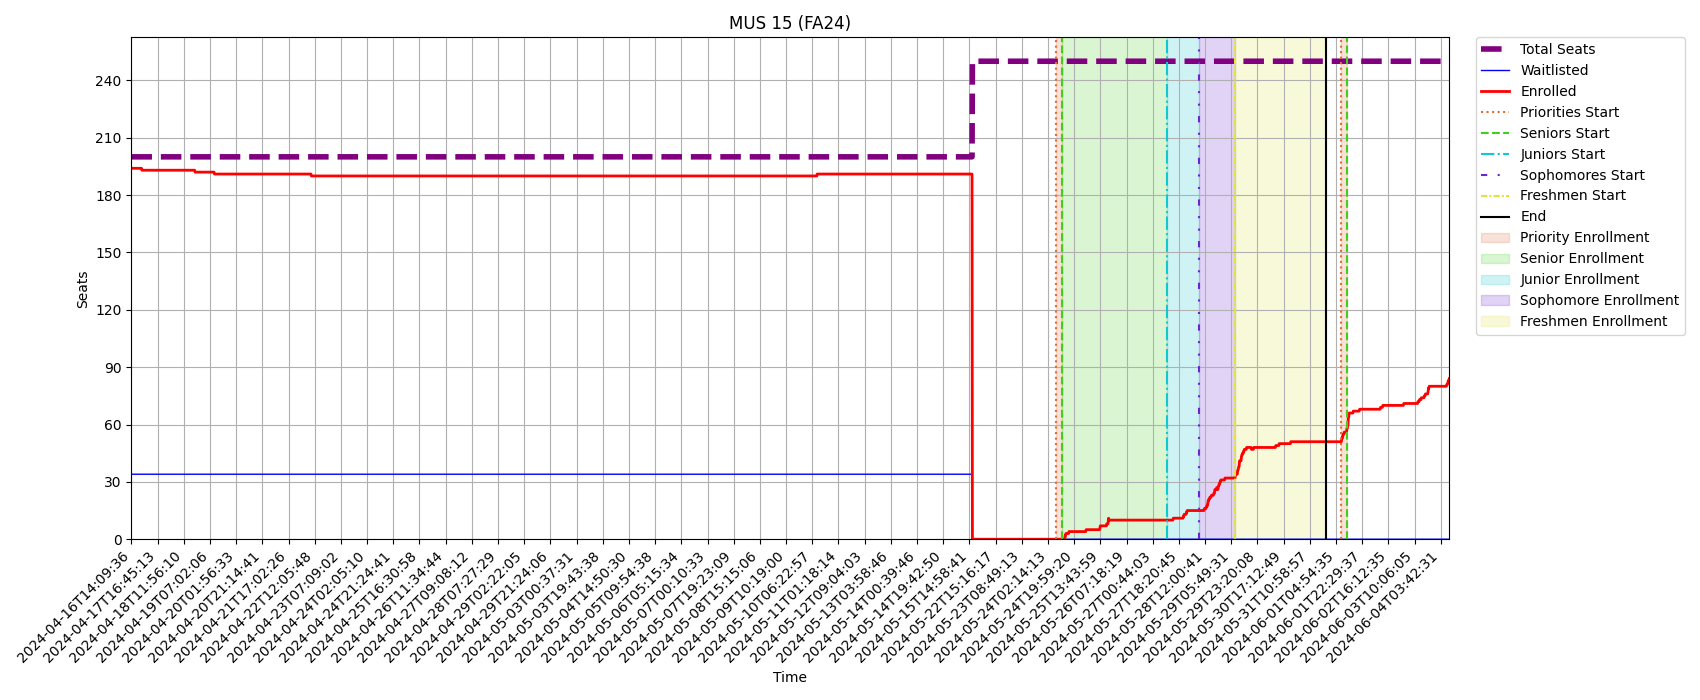 MUS 15 (FA24)
Seats
240
210
180
150
120
90
60
30
0
2024-04-16T14:09:36
2024-04-17T16:45:13
2024-04-18T11:56:10
2024-04-19T07:02:06
2024-04-20T01:56:33
2024-04-20T21:14:41
2024-04-21T17:02:26
2024-04-22T12:05:48
2024-04-23T07:09:02
2024-04-24T02:05:10
2024-04-24T21:24:41
2024-04-25T16:30:58
2024-04-26T11:34:44
2024-04-27T09:08:12
2024-04-28T07:27:29
2024-04-29T02:22:05
2024-04-29T21:24:06
2024-05-03T00:37:31
2024-05-03T19:43:38
2024-05-04T14:50:30
2024-05-05T09:54:38
2024-05-06T05:15:34
2024-05-07T00:10:33
2024-05-07T19:23:09
2024-05-08T15:15:06
2024-05-09T10:19:00
2024-05-10T06:22:57
2024-05-11T01:18:14
2024-05-12T09:04:03
2024-05-13T03:58:46
2024-05-14T00:39:46
2024-05-14T19:42:50
2024-05-15T14:58:41
2024-05-22T15:16:17
2024-05-23T08:49:13
2024-05-24T02:14:13
2024-05-24T19:59:20
2024-05-25T13:43:59
2024-05-26T07:18:19
2024-05-27T00:44:03
2024-05-27T18:20:45
2024-05-28T12:00:41
2024-05-29T05:49:31
2024-05-29T23:20:08
2024-05-30T17:12:49
2024-05-31T10:58:57
2024-06-01T04:54:35
2024-06-01T22:29:37
2024-06-02T16:12:35
2024-06-03T10:06:05
2024-06-04T03:42:31
Time
Total Seats
Waitlisted
Enrolled
Priorities Start
Seniors Start
Juniors Start
Sophomores Start
Freshmen Start
End
Priority Enrollment
Senior Enrollment
Junior Enrollment
Sophomore Enrollment
Freshmen Enrollment